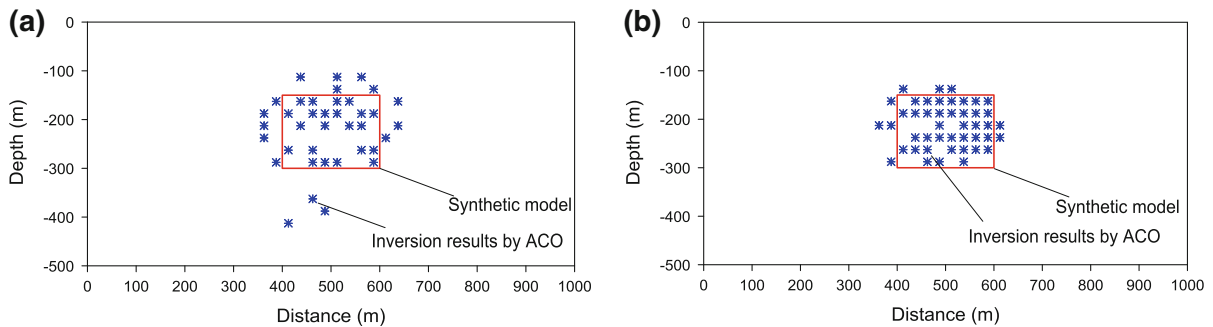 (a)
0
-100
-200
-300
-400
-500
Depth (m)
Synthetic model
Inversion results by ACO
0 100 200 300 400 500 600 700 800 900 1000
Distance (m)
(b)
0
-100
-200
-300
-400
-500
Depth (m)
Synthetic model
Inversion results by ACO
0 100 200 300 400 500 600 700 800 900 1000
Distance (m)